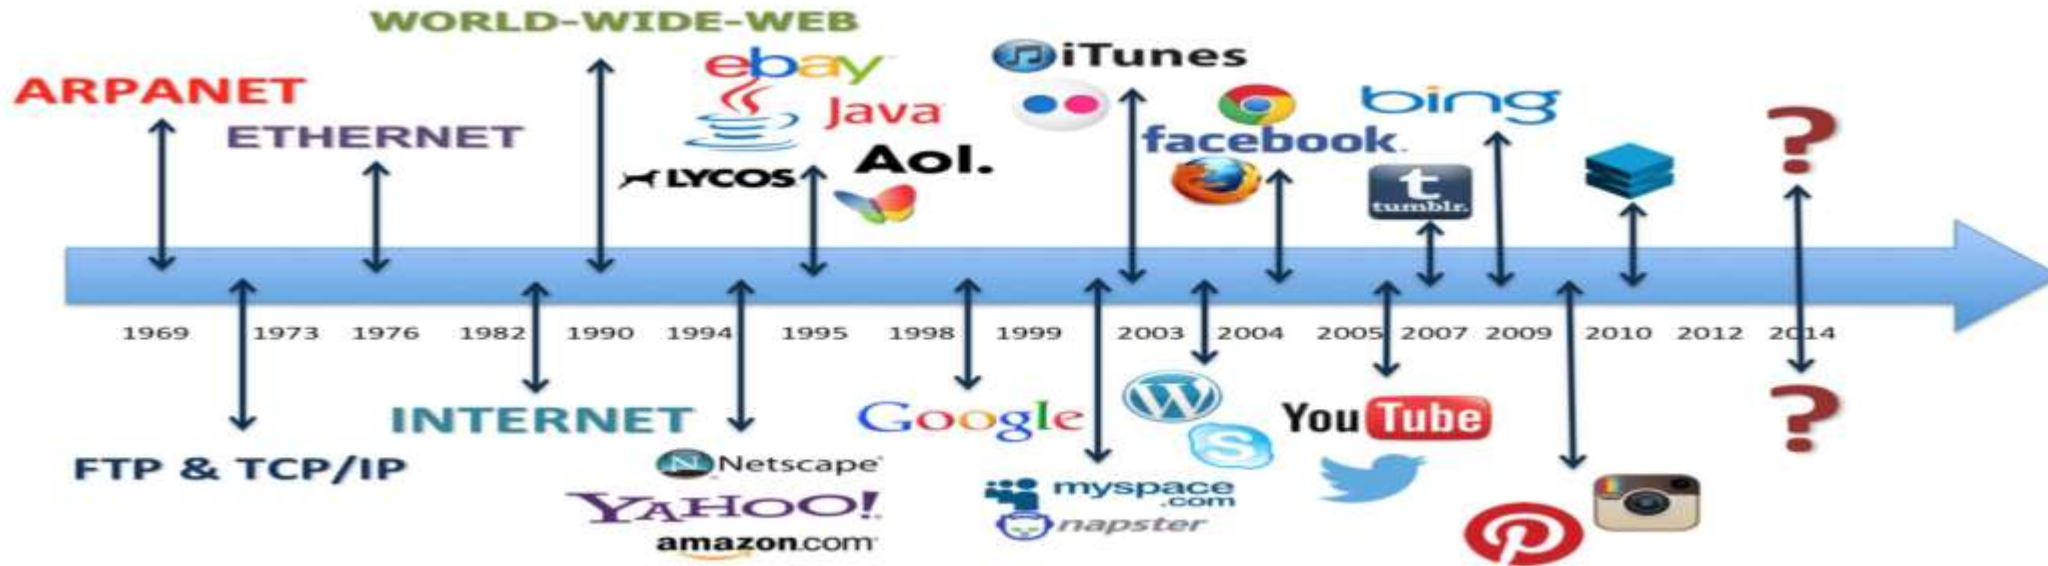 WORLD-WIDE-WEB
ARPANET
ETHERNET
ebay
Java
LYCOS
Aol.
iTunes
facebook
bing
tumblr.
?
1969 1973 1976 1982 1990 1994 1995 1998 1999 2003 2004 2005 2007 2009 2010 2012 2014
FTP & TCP/IP
INTERNET
Netscape
YAHOO!
amazon.com
Google
myspace
.com
napster
YouTube
?